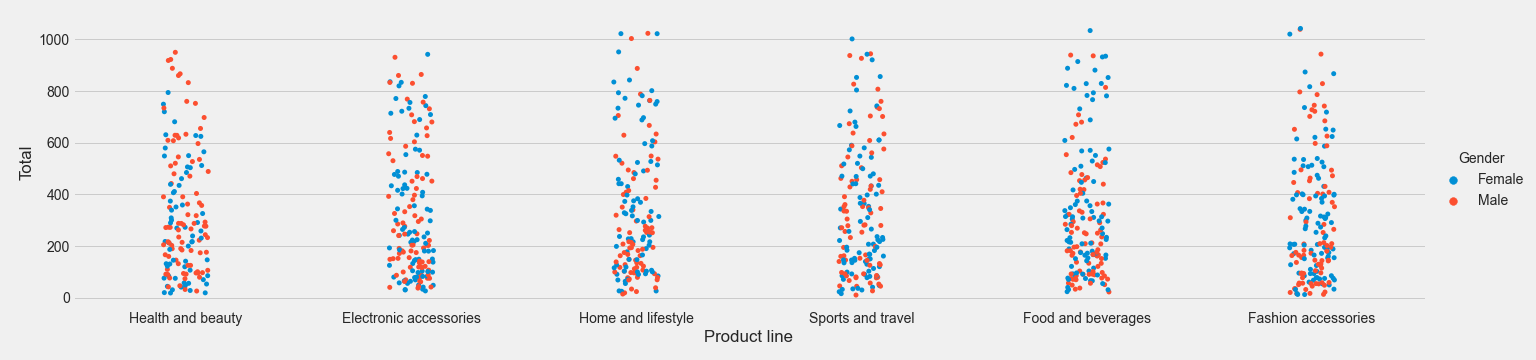 1000
800
600
400
200
0
Total
Health and beauty
Electronic accessories
Home and lifestyle
Sports and travel
Food and beverages
Fashion accessories
Product line
Gender
Female
Male